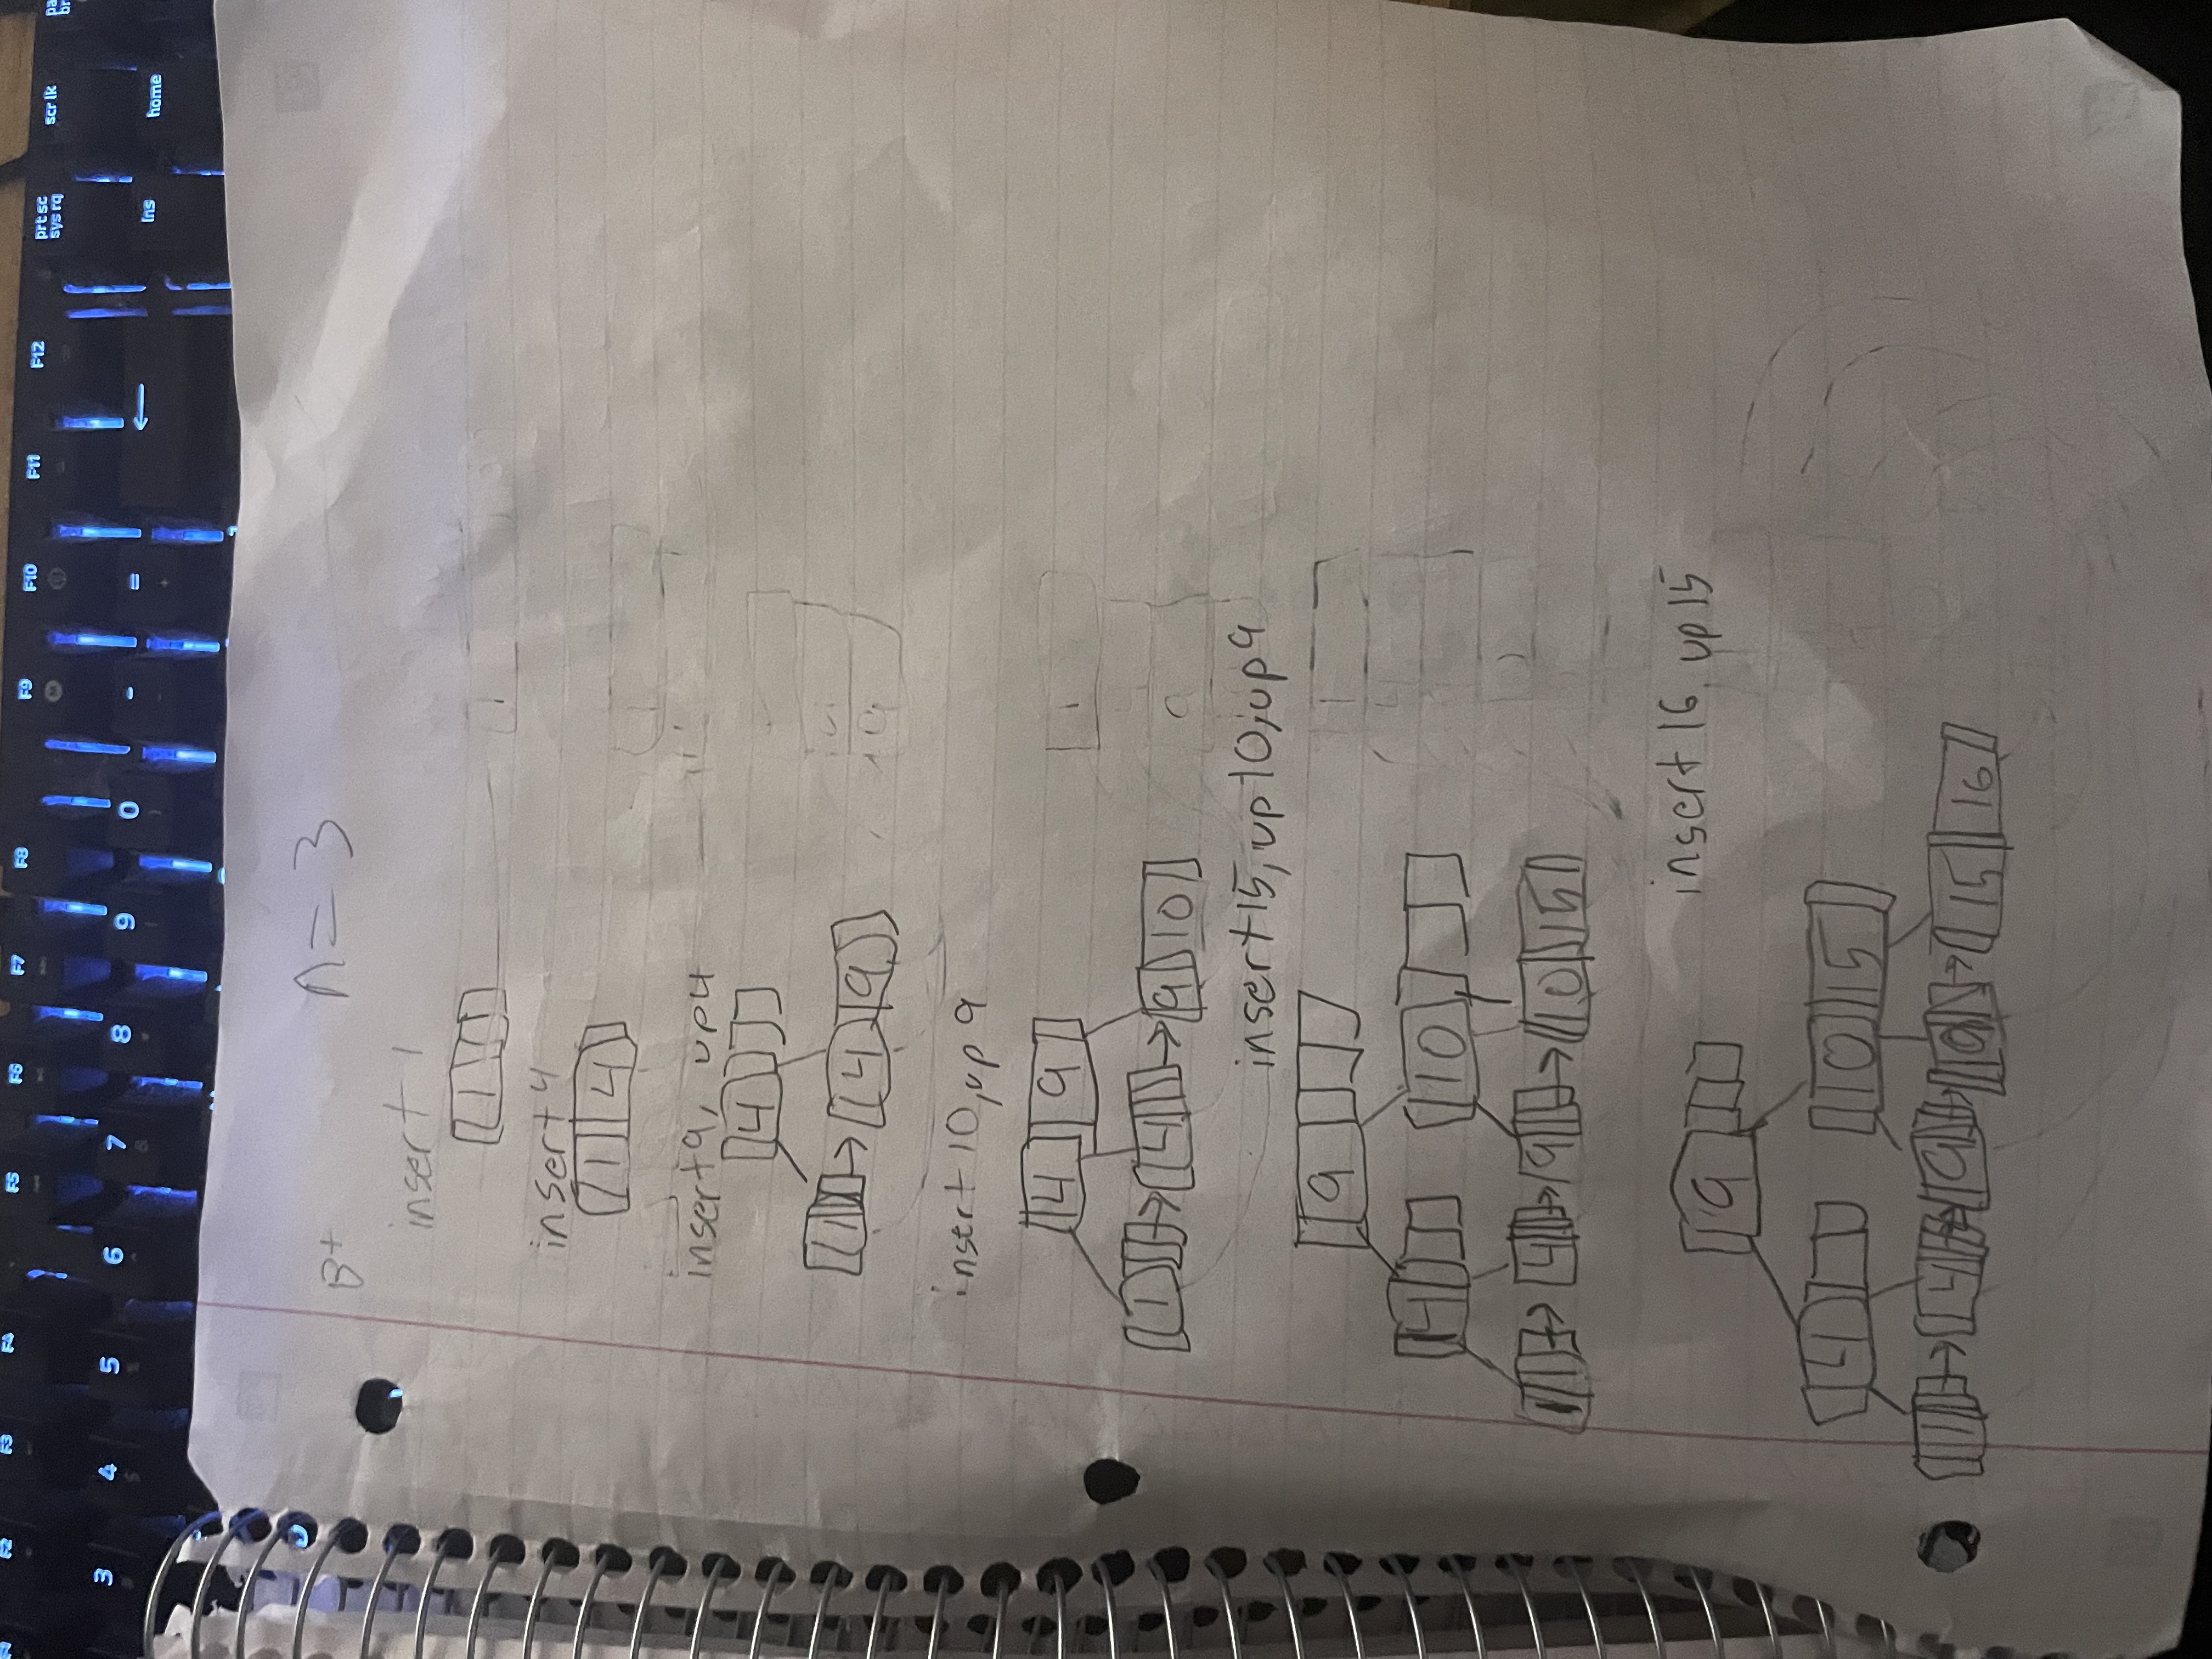 F1 F2 F3 F4 F5 F6 F7 F8 F9 F10 F11 F12 prt sc scr lk
sys rq
3 4 5 6 7 8 9 0 - = ← ins home
B+ n = 3
insert 1
1
insert 4
1 4
insert 9, up 4
4
1 → 4 9
insert 10, up 9
4 9
1 → 4 → 9 10
insert 15, up 10, up 9
9
4 10
1 → 4 → 9 → 10 15
insert 16, up 15
9
4 10 15
1 → 4 → 9 → 10 → 15 16